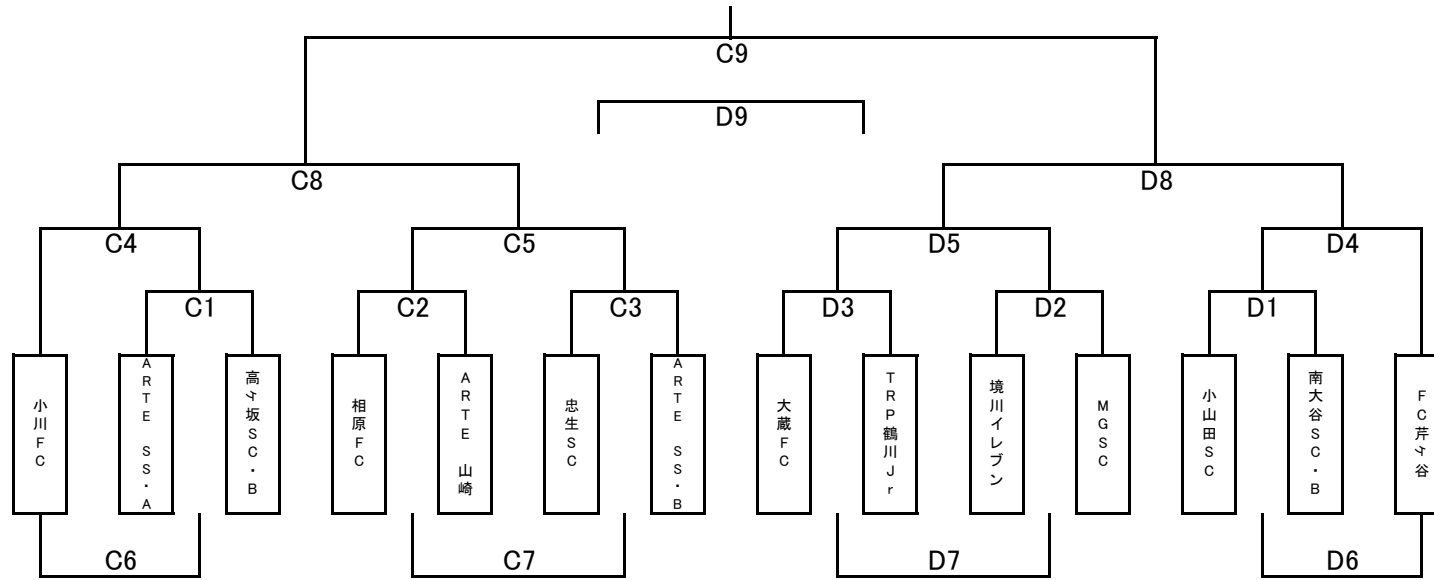 C9
D9
C8
D8
C4
C5
D5
D4
C1
C2
C3
D3
D2
D1
小川FC
ARTE SS・A
高ヶ坂SC・B
相原FC
ARTE 山崎
忠生SC
ARTE SS・B
大蔵FC
TRP鶴川Jr
境川イレブン
MGSC
小山田SC
南大谷SC・B
FC芹ヶ谷
C6
C7
D7
D6